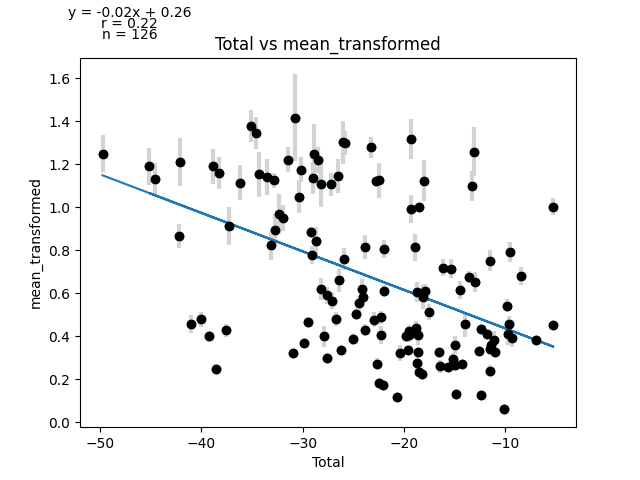 y = -0.02x + 0.26
r = 0.22
n = 126
Total vs mean_transformed
mean_transformed
1.6
1.4
1.2
1.0
0.8
0.6
0.4
0.2
0.0
−50 −40 −30 −20 −10
Total